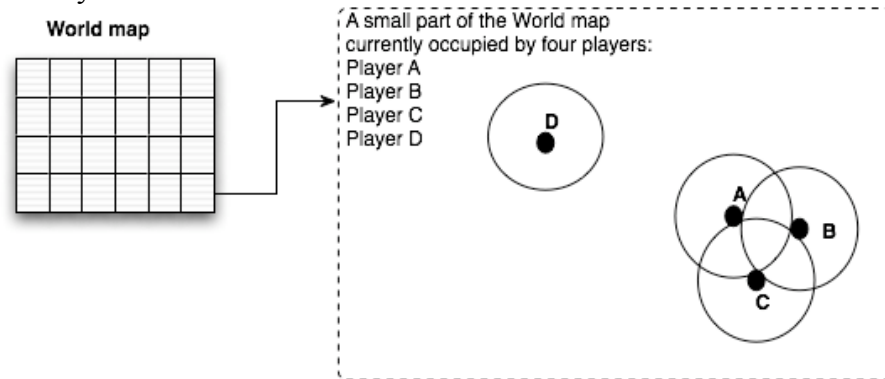 World map
A small part of the World map
currently occupied by four players:
Player A
Player B
Player C
Player D
D
A
B
C